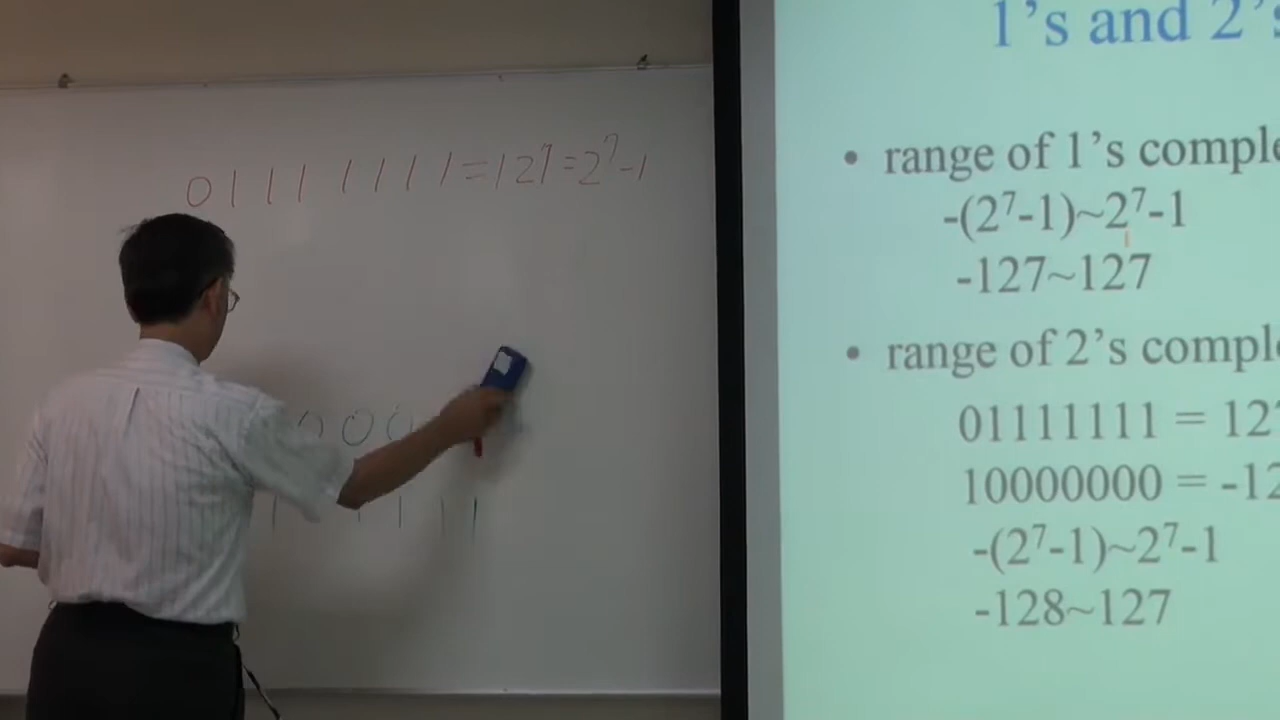 01111111=127=2⁷-1
000
1's and 2's
• range of 1's comple
-(2⁷-1)~2⁷-1
-127~127
• range of 2's comple
01111111 = 12
10000000 = -12
-(2⁷-1)~2⁷-1
-128~127